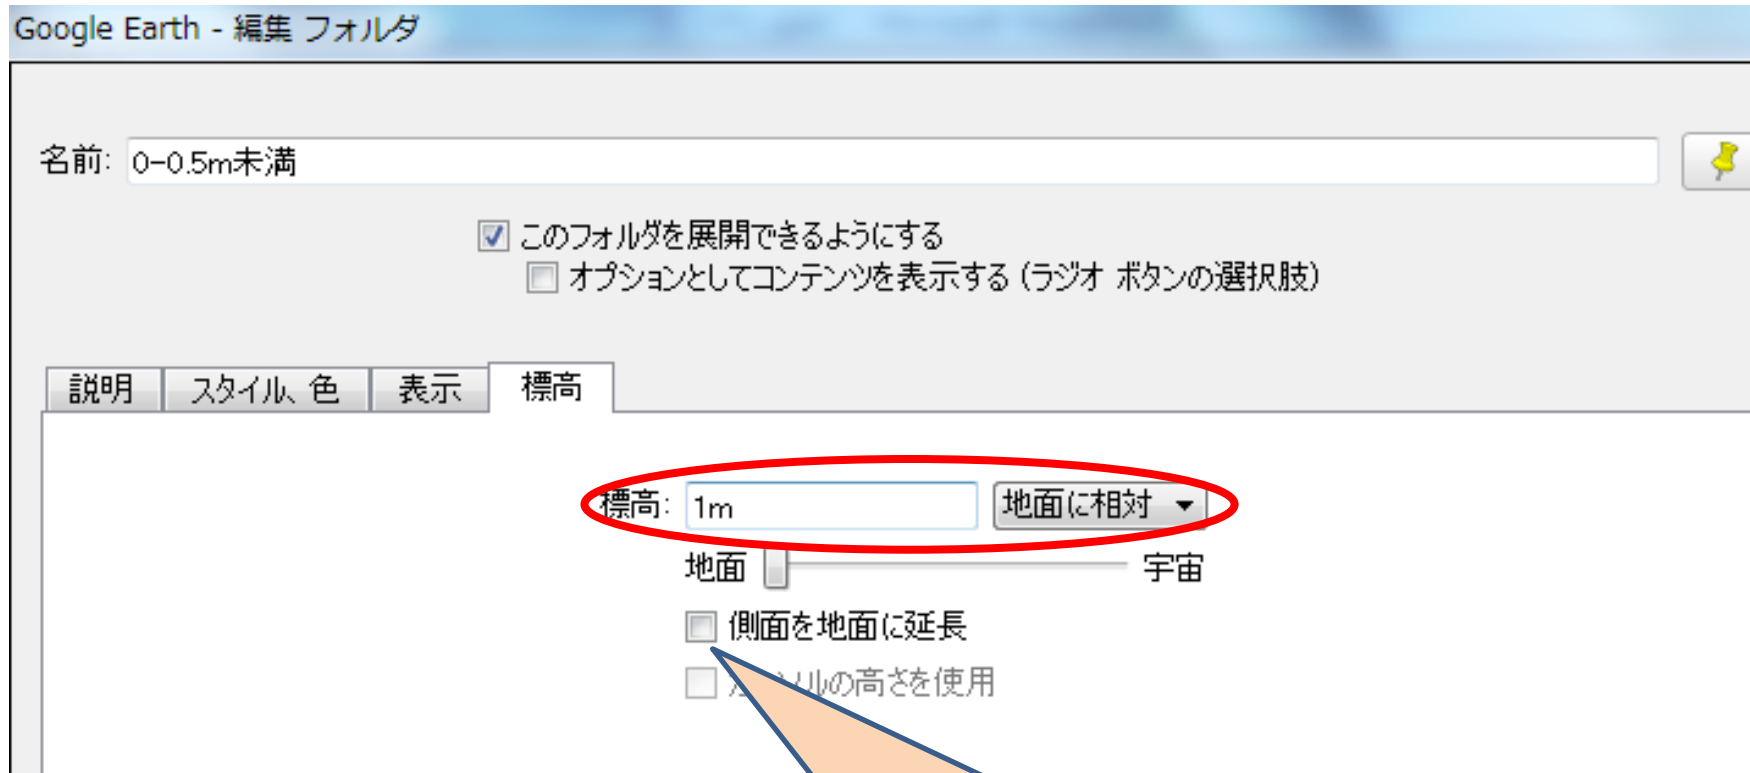 Google Earth - 編集 フォルダ
名前: 0-0.5m未満
このフォルダを展開できるようにする
オプションとしてコンテンツを表示する (ラジオ ボタンの選択肢)
説明 スタイル、色 表示 標高
標高: 1m 地面に相対
地面 宇宙
側面を地面に延長
の高さを使用